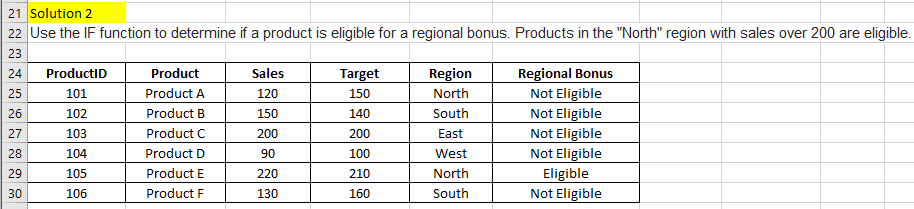 21 Solution 2
22 Use the IF function to determine if a product is eligible for a regional bonus. Products in the "North" region with sales over 200 are eligible.
23
24 ProductID Product Sales Target Region Regional Bonus
25 101 Product A 120 150 North Not Eligible
26 102 Product B 150 140 South Not Eligible
27 103 Product C 200 200 East Not Eligible
28 104 Product D 90 100 West Not Eligible
29 105 Product E 220 210 North Eligible
30 106 Product F 130 160 South Not Eligible